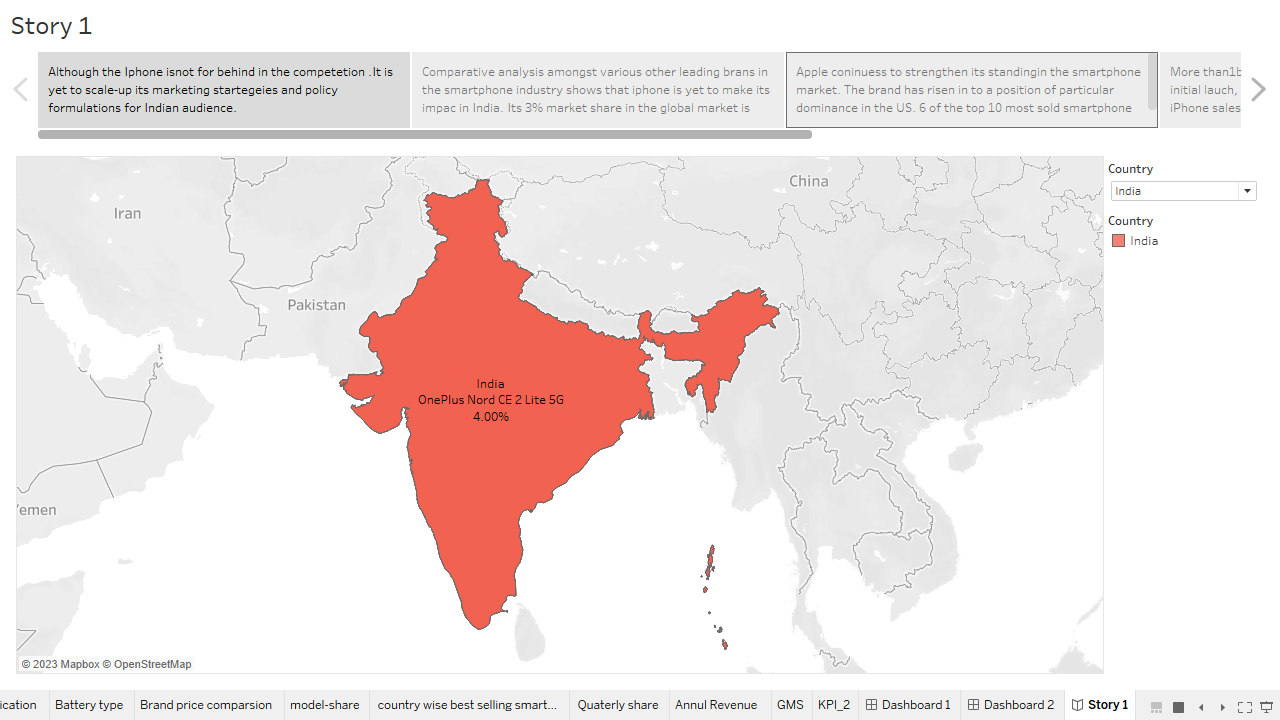 Story 1
Although the Iphone isnot for behind in the competetion .It is
yet to scale-up its marketing startegeies and policy
formulations for Indian audience.
Comparative analysis amongst various other leading brans in
the smartphone industry shows that iphone is yet to make its
impac in India. Its 3% market share in the global market is
Apple coninuess to strengthen its standingin the smartphone
market. The brand has risen in to a position of particular
dominance in the US. 6 of the top 10 most sold smartphone
More than1b
initial lauch,
iPhone sales
Country
India
Country
India
China
Iran
Pakistan
India
OnePlus Nord CE 2 Lite 5G
4.00%
Yemen
© 2023 Mapbox © OpenStreetMap
ication
Battery type
Brand price comparsion
model-share
country wise best selling smart...
Quaterly share
Annul Revenue
GMS
KPI_2
Dashboard 1
Dashboard 2
Story 1